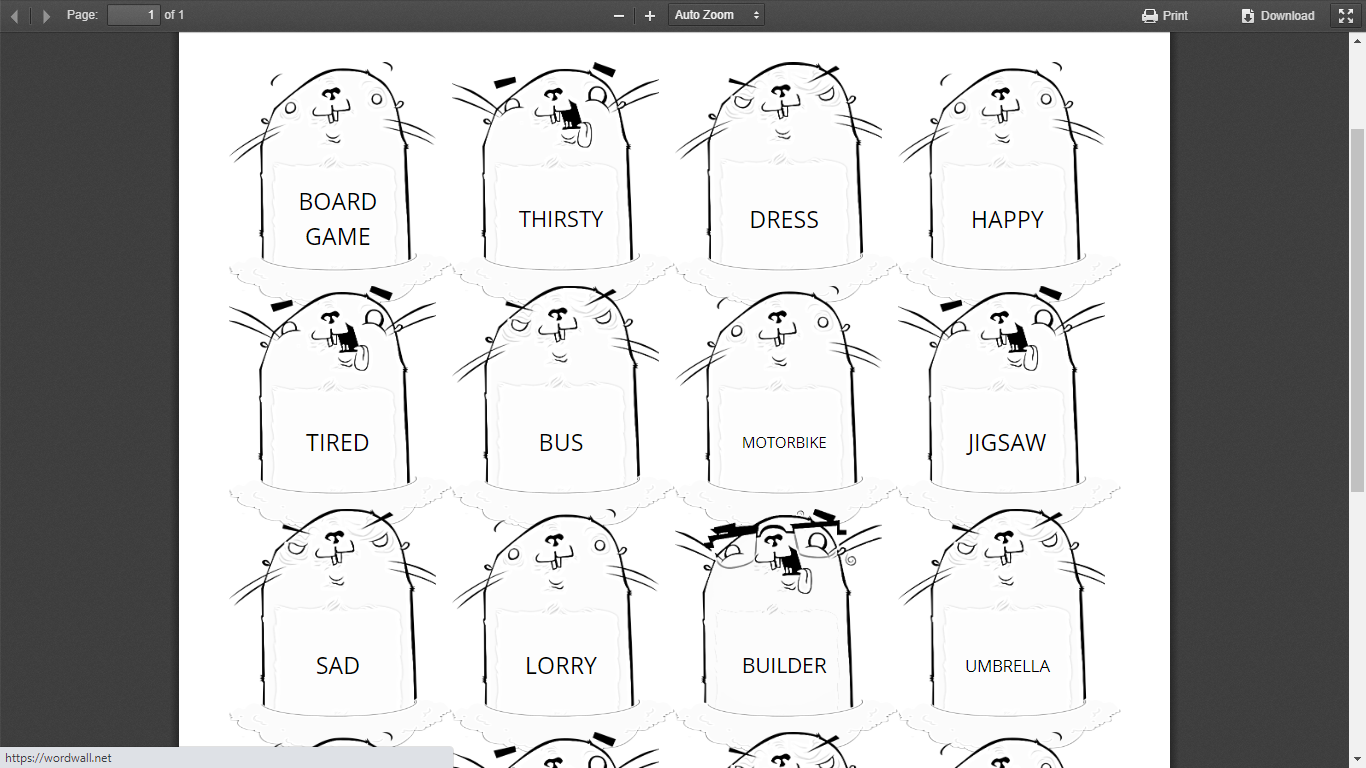 Page: 1 of 1 Auto Zoom Print Download
BOARD
GAME
THIRSTY
DRESS
HAPPY
TIRED
BUS
MOTORBIKE
JIGSAW
SAD
LORRY
BUILDER
UMBRELLA
https://wordwall.net